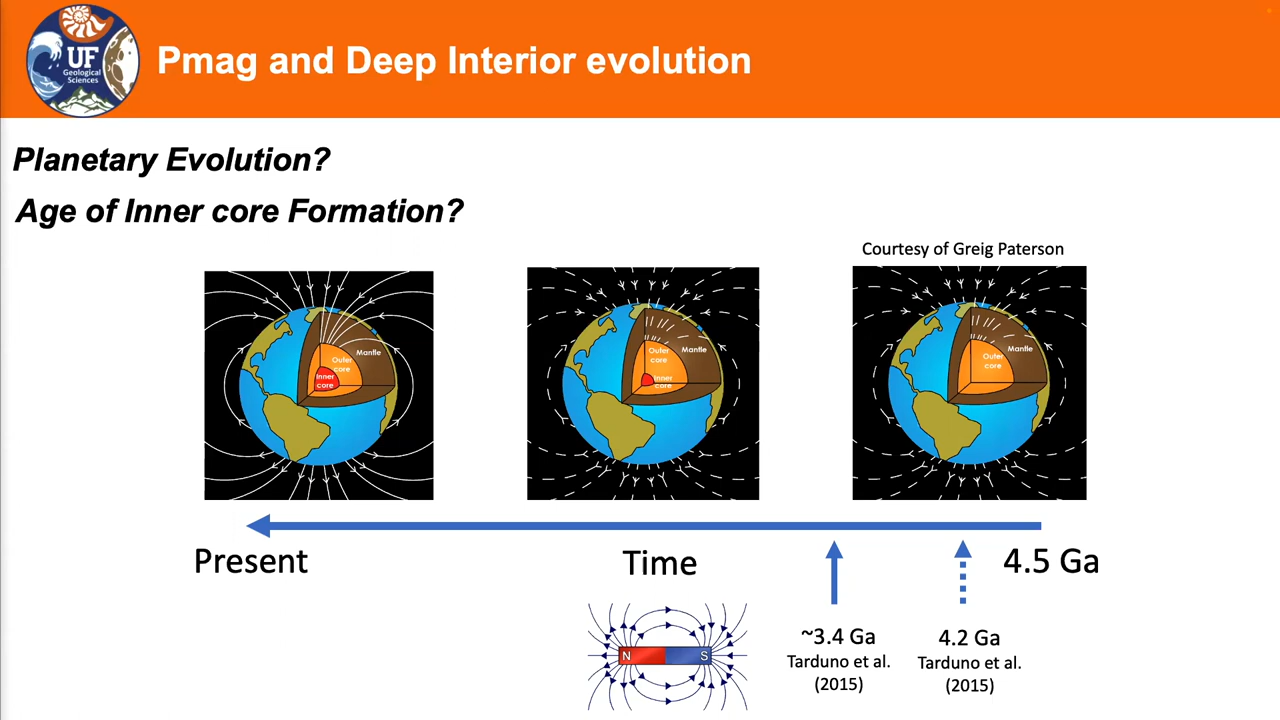 UF
Geological
Sciences
Pmag and Deep Interior evolution
Planetary Evolution?
Age of Inner core Formation?
Courtesy of Greig Paterson
Mantle
Outer
core
Inner
core
Outer
core
Mantle
Inner
core
Mantle
Outer
core
Present
Time
4.5 Ga
N
S
~3.4 Ga
Tarduno et al.
(2015)
4.2 Ga
Tarduno et al.
(2015)